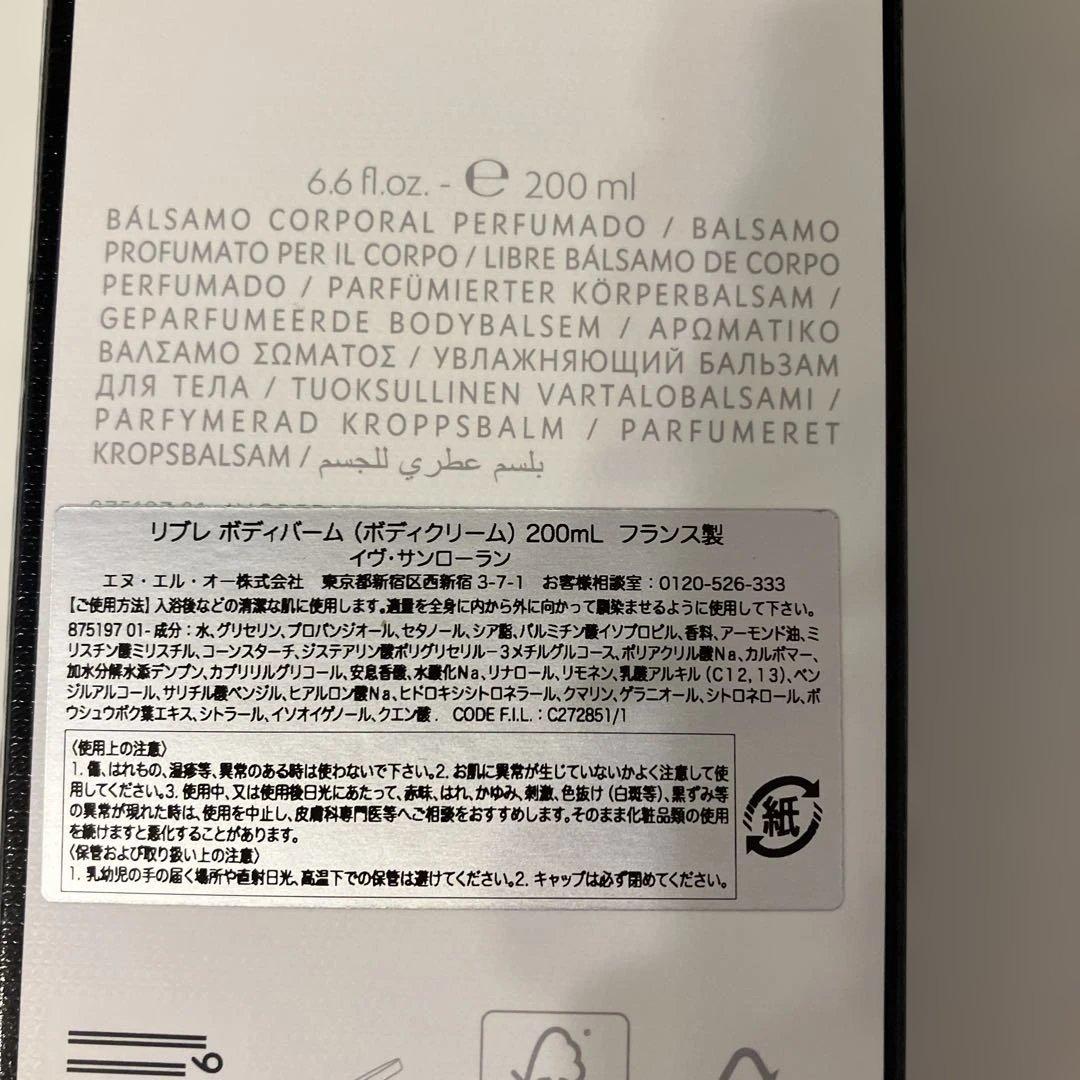 6.6 fl.oz. - ℮ 200 ml
BÁLSAMO CORPORAL PERFUMADO / BALSAMO
PROFUMATO PER IL CORPO / LIBRE BÁLSAMO DE CORPO
PERFUMADO / PARFÜMIERTER KÖRPERBALSAM /
GEPARFUMEERDE BODYBALSEM / ΑΡΩΜΑΤΙΚΟ
ΒΑΛΣΑΜΟ ΣΩΜΑΤΟΣ / УВЛАЖНЯЮЩИЙ БАЛЬЗАМ
ДЛЯ ТЕЛА / TUOKSULLINEN VARTALOBALSAMI /
PARFYMERAD KROPPSBALM / PARFUMERET
KROPSBALSAM / بلسم عطري للجسم
リブレ ボディバーム (ボディクリーム) 200mL フランス製
イヴ・サンローラン
エヌ・エル・オー株式会社 東京都新宿区西新宿 3-7-1 お客様相談室：0120-526-333
【ご使用方法】入浴後などの清潔な肌に使用します。適量を全身に内から外に向かって馴染ませるように使用して下さい。
875197 01- 成分：水、グリセリン、プロパンジオール、セタノール、シア脂、パルミチン酸イソプロピル、香料、アーモンド油、ミ
リスチン酸ミリスチル、コーンスターチ、ジステアリン酸ポリグリセリル－3メチルグルコース、ポリアクリル酸Na、カルボマー、
加水分解水添デンプン、カプリリルグリコール、安息香酸、水酸化Na、リナロール、リモネン、乳酸アルキル (C12,13)、ベン
ジルアルコール、サリチル酸ベンジル、ヒアルロン酸Na、ヒドロキシシトロネラール、クマリン、ゲラニオール、シトロネロール、ボ
ウシュウボク葉エキス、シトラール、イソオイゲノール、クエン酸． CODE F.I.L.：C272851/1
〈使用上の注意〉
1. 傷、はれもの、湿疹等、異常のある時は使わないで下さい。2. お肌に異常が生じていないかよく注意して使
用してください。3. 使用中、又は使用後日光にあたって、赤味、はれ、かゆみ、刺激、色抜け (白斑等)、黒ずみ等
の異常が現れた時は、使用を中止し、皮膚科専門医等へご相談をおすすめします。そのまま化粧品類の使用
を続けますと悪化することがあります。
〈保管および取り扱い上の注意〉
1. 乳幼児の手の届く場所や直射日光、高温下での保管は避けてください。2. キャップは必ず閉めてください。
紙
9